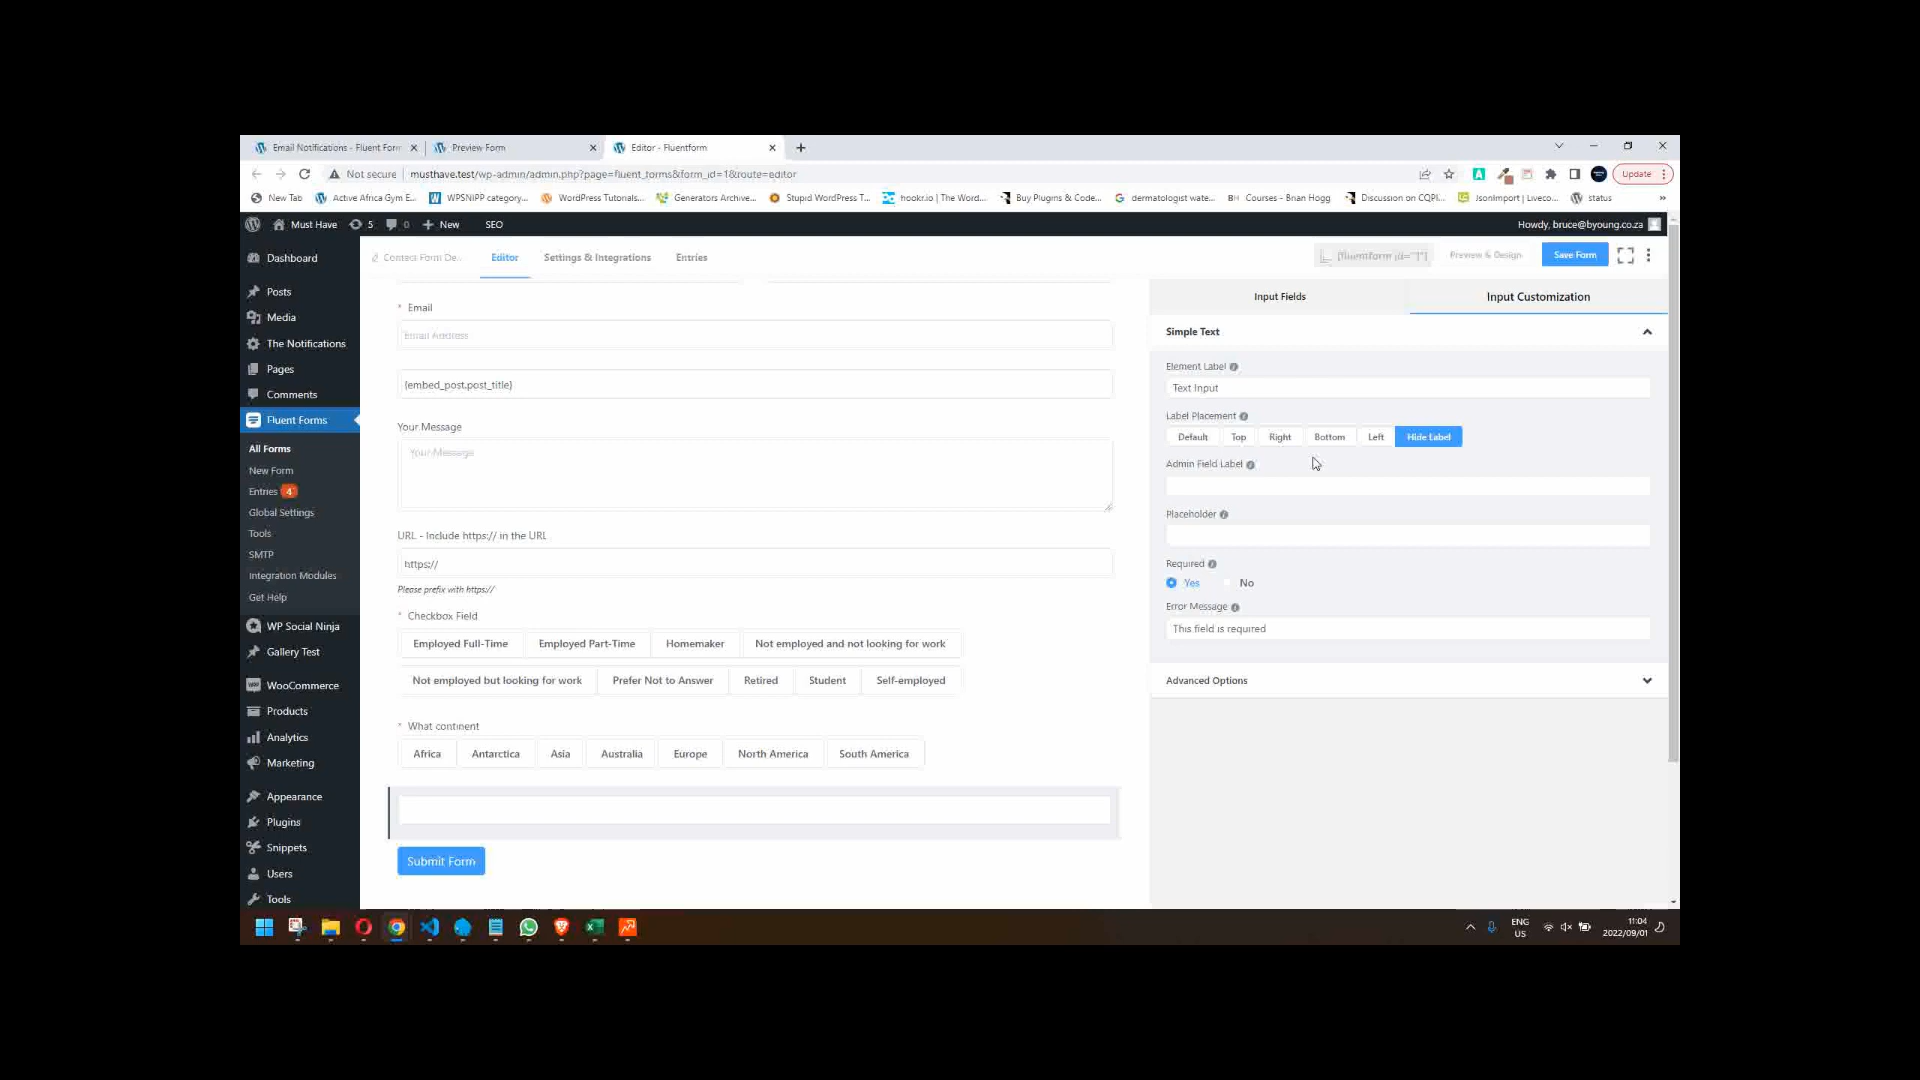 Email Notifications - Fluent Form
Preview Form
Editor - Fluentform
Not secure
musthave.test/wp-admin/admin.php?page=fluent_forms&form_id=1&route=editor
Update
New Tab
Active Africa Gym E...
WPSNIPP category...
WordPress Tutorials...
Generators Archive...
Stupid WordPress T...
hookr.io | The Word...
Buy Plugins & Code...
dermatologist wate...
Courses - Brian Hogg
Discussion on CQPI...
JsonImport | Liveco...
status
»
Must Have
5
0
New
SEO
Howdy, bruce@byoung.co.za
Dashboard
Posts
Media
The Notifications
Pages
Comments
Fluent Forms
All Forms
New Form
Entries 4
Global Settings
Tools
SMTP
Integration Modules
Get Help
WP Social Ninja
Gallery Test
WooCommerce
Products
Analytics
Marketing
Appearance
Plugins
Snippets
Users
Tools
Contact Form De...
Editor
Settings & Integrations
Entries
[fluentform id="1"]
Preview & Design
Save Form
* Email
Email Address
{embed_post.post_title}
Your Message
Your Message
URL - Include https:// in the URL
https://
Please prefix with https://
* Checkbox Field
Employed Full-Time
Employed Part-Time
Homemaker
Not employed and not looking for work
Not employed but looking for work
Prefer Not to Answer
Retired
Student
Self-employed
* What continent
Africa
Antarctica
Asia
Australia
Europe
North America
South America
Submit Form
Input Fields
Input Customization
Simple Text
Element Label
Text Input
Label Placement
Default
Top
Right
Bottom
Left
Hide Label
Admin Field Label
Placeholder
Required
Yes
No
Error Message
This field is required
Advanced Options
ENG
US
11:04
2022/09/01